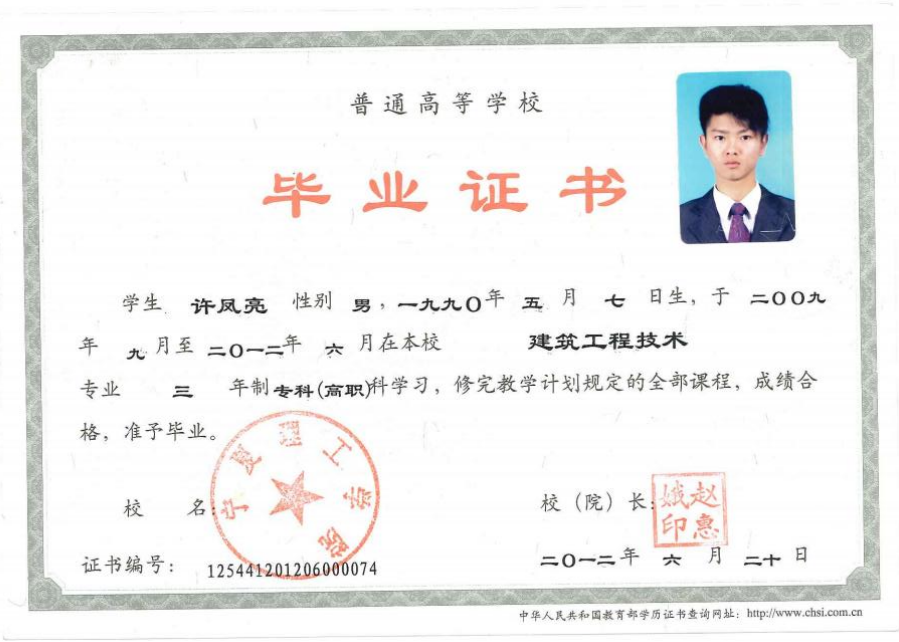 普通高等学校
毕业证书
学生 许凤亮 性别 男，一九九〇年 五 月 七 日生，于 二〇〇九
年 九 月至 二〇一二年 六 月在本校 建筑工程技术
专业 三 年制专科(高职)科学习，修完教学计划规定的全部课程，成绩合
格，准予毕业。
宁夏理工学院
校 名：
校（院）长：
赵惠娥印
证书编号： 125441201206000074
二〇一二年 六 月 二十日
中华人民共和国教育部学历证书查询网址：http://www.chsi.com.cn